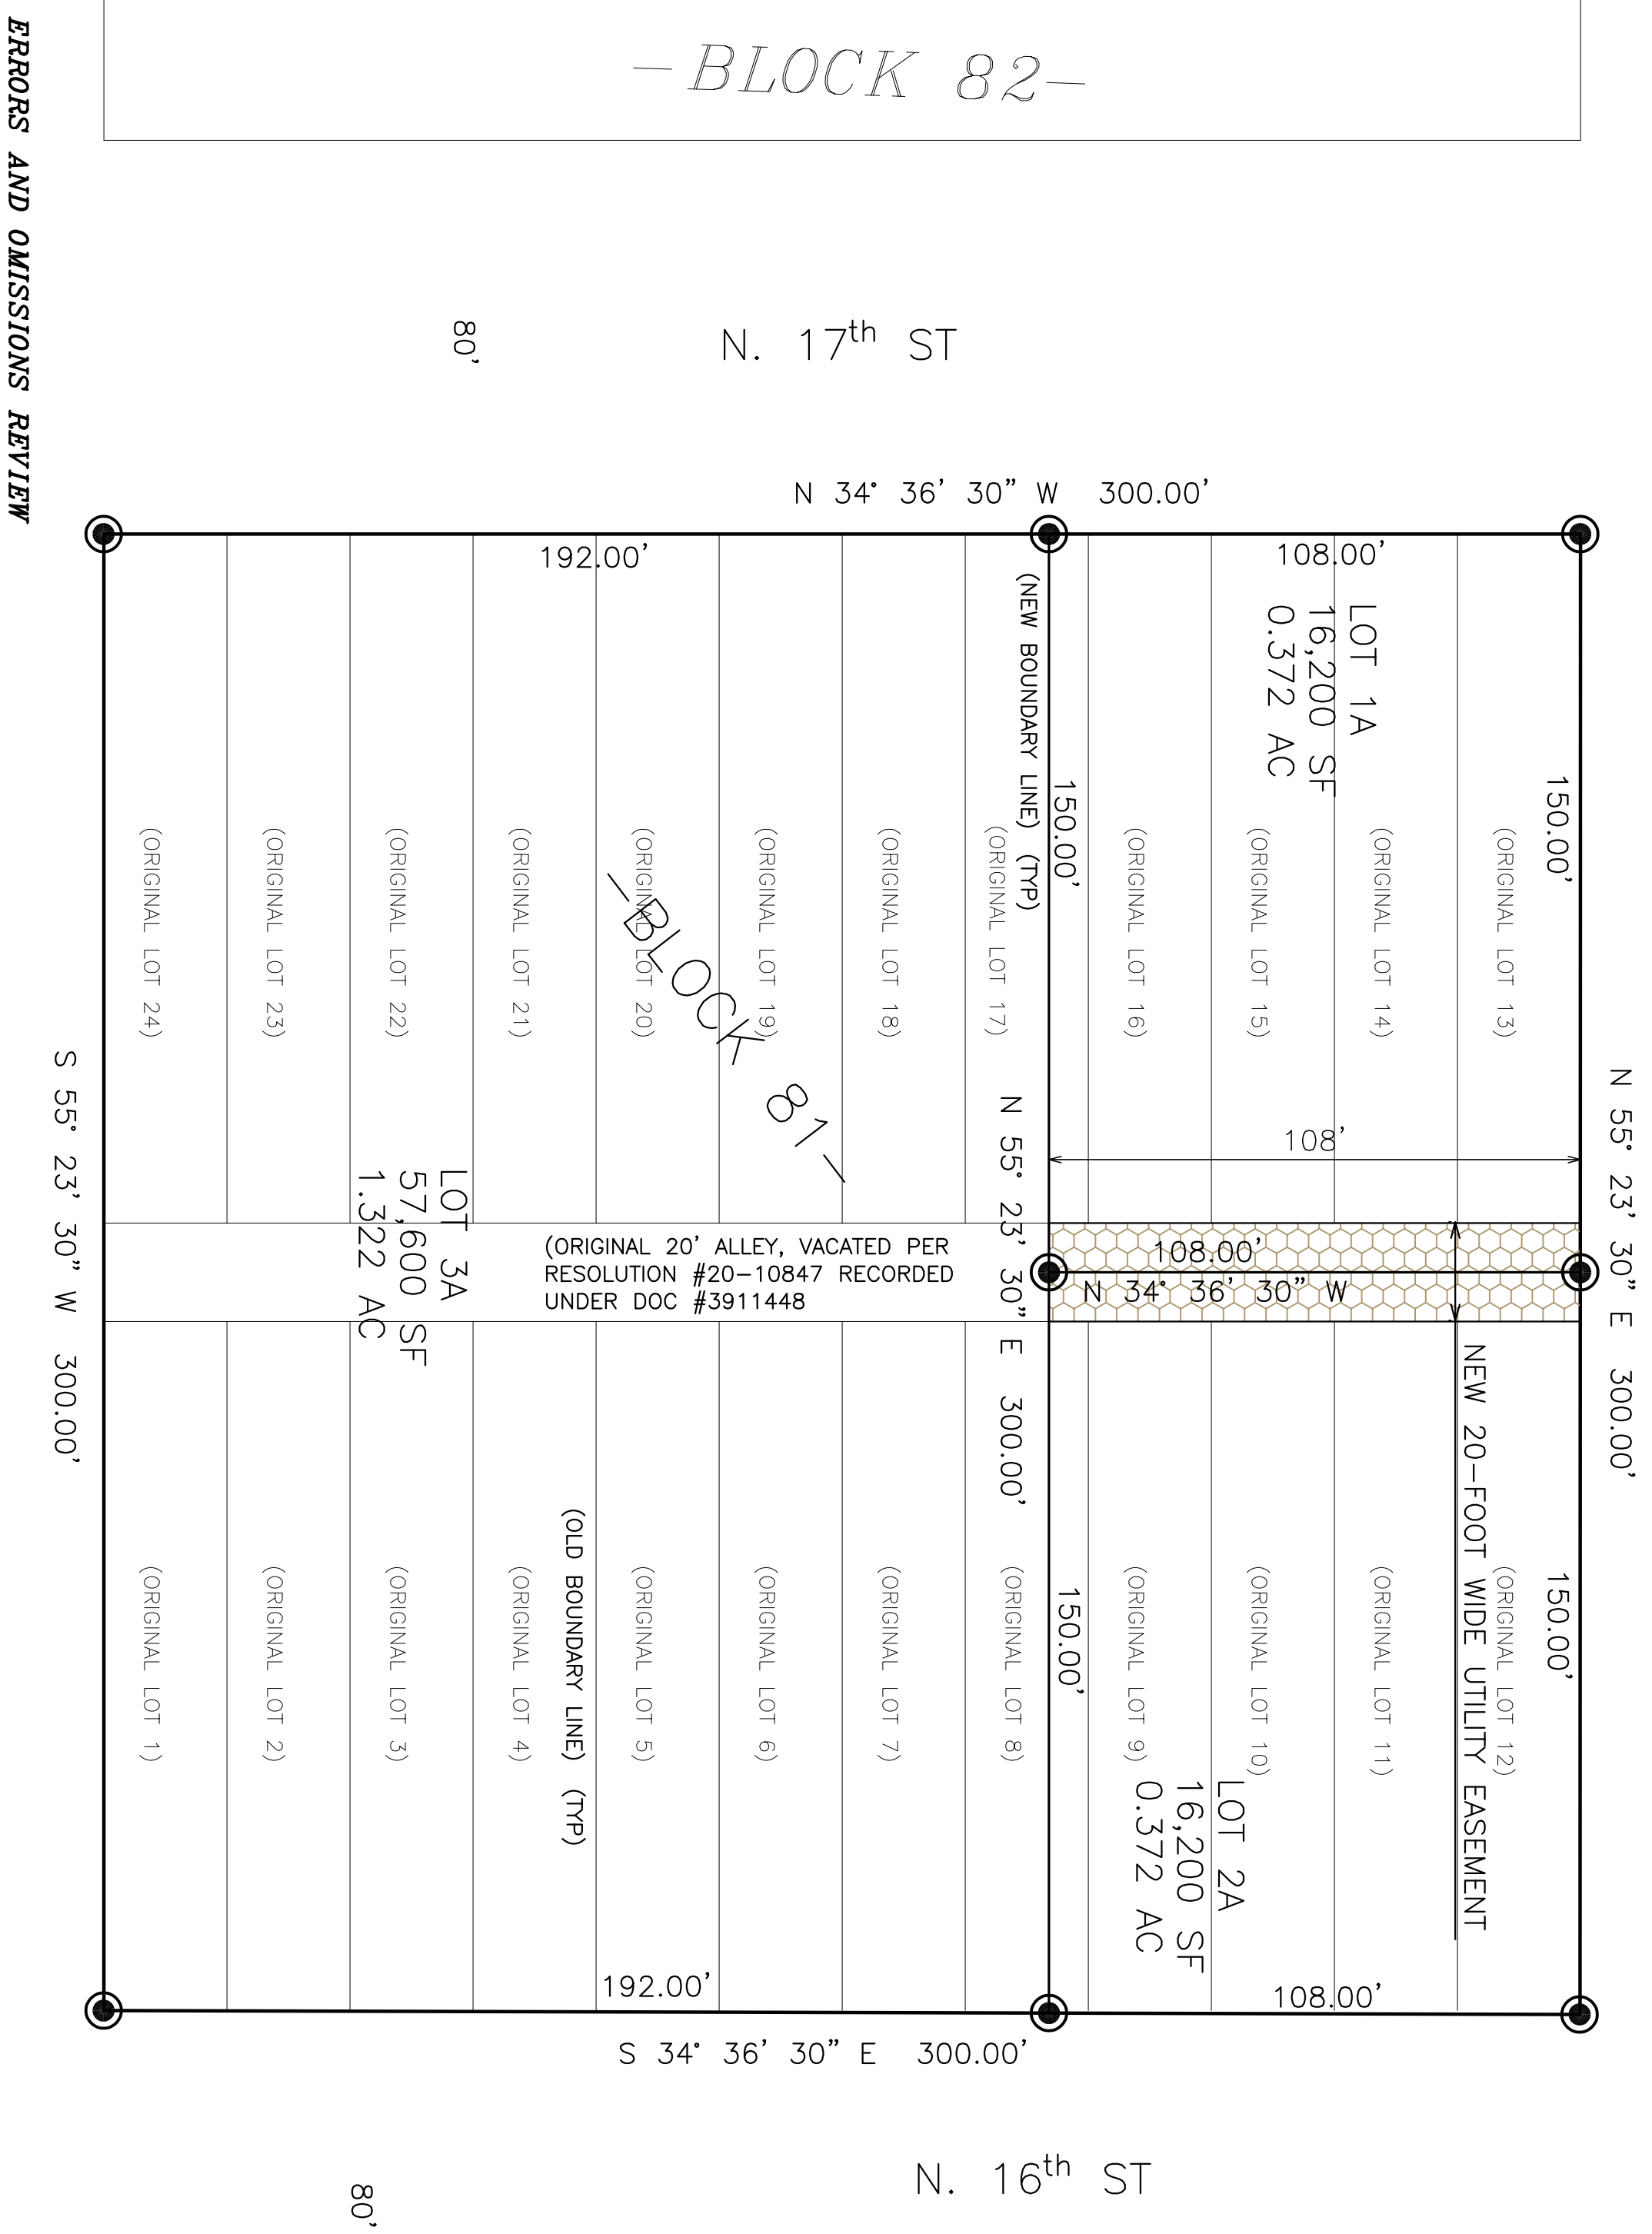 ERRORS AND OMISSIONS REVIEW
-BLOCK 82-
80'
N. 17th ST
N 34° 36' 30" W 300.00'
192.00'
108.00'
(NEW BOUNDARY LINE) (TYP)
LOT 1A
16,200 SF
0.372 AC
150.00'
150.00'
(ORIGINAL LOT 24)
(ORIGINAL LOT 23)
(ORIGINAL LOT 22)
(ORIGINAL LOT 21)
(ORIGINAL LOT 20)
(ORIGINAL LOT 19)
(ORIGINAL LOT 18)
(ORIGINAL LOT 17)
(ORIGINAL LOT 16)
(ORIGINAL LOT 15)
(ORIGINAL LOT 14)
(ORIGINAL LOT 13)
-BLOCK 81-
S 55° 23' 30" W 300.00'
N 55° 23' 30" E 300.00'
N 55° 23' 30" E 300.00'
108'
LOT 3A
57,600 SF
1.322 AC
(ORIGINAL 20' ALLEY, VACATED PER
RESOLUTION #20-10847 RECORDED
UNDER DOC #3911448
108.00'
N 34° 36' 30" W
NEW 20-FOOT WIDE UTILITY EASEMENT
(OLD BOUNDARY LINE) (TYP)
150.00'
150.00'
(ORIGINAL LOT 1)
(ORIGINAL LOT 2)
(ORIGINAL LOT 3)
(ORIGINAL LOT 4)
(ORIGINAL LOT 5)
(ORIGINAL LOT 6)
(ORIGINAL LOT 7)
(ORIGINAL LOT 8)
(ORIGINAL LOT 9)
(ORIGINAL LOT 10)
(ORIGINAL LOT 11)
(ORIGINAL LOT 12)
LOT 2A
16,200 SF
0.372 AC
192.00'
108.00'
S 34° 36' 30" E 300.00'
N. 16th ST
80'